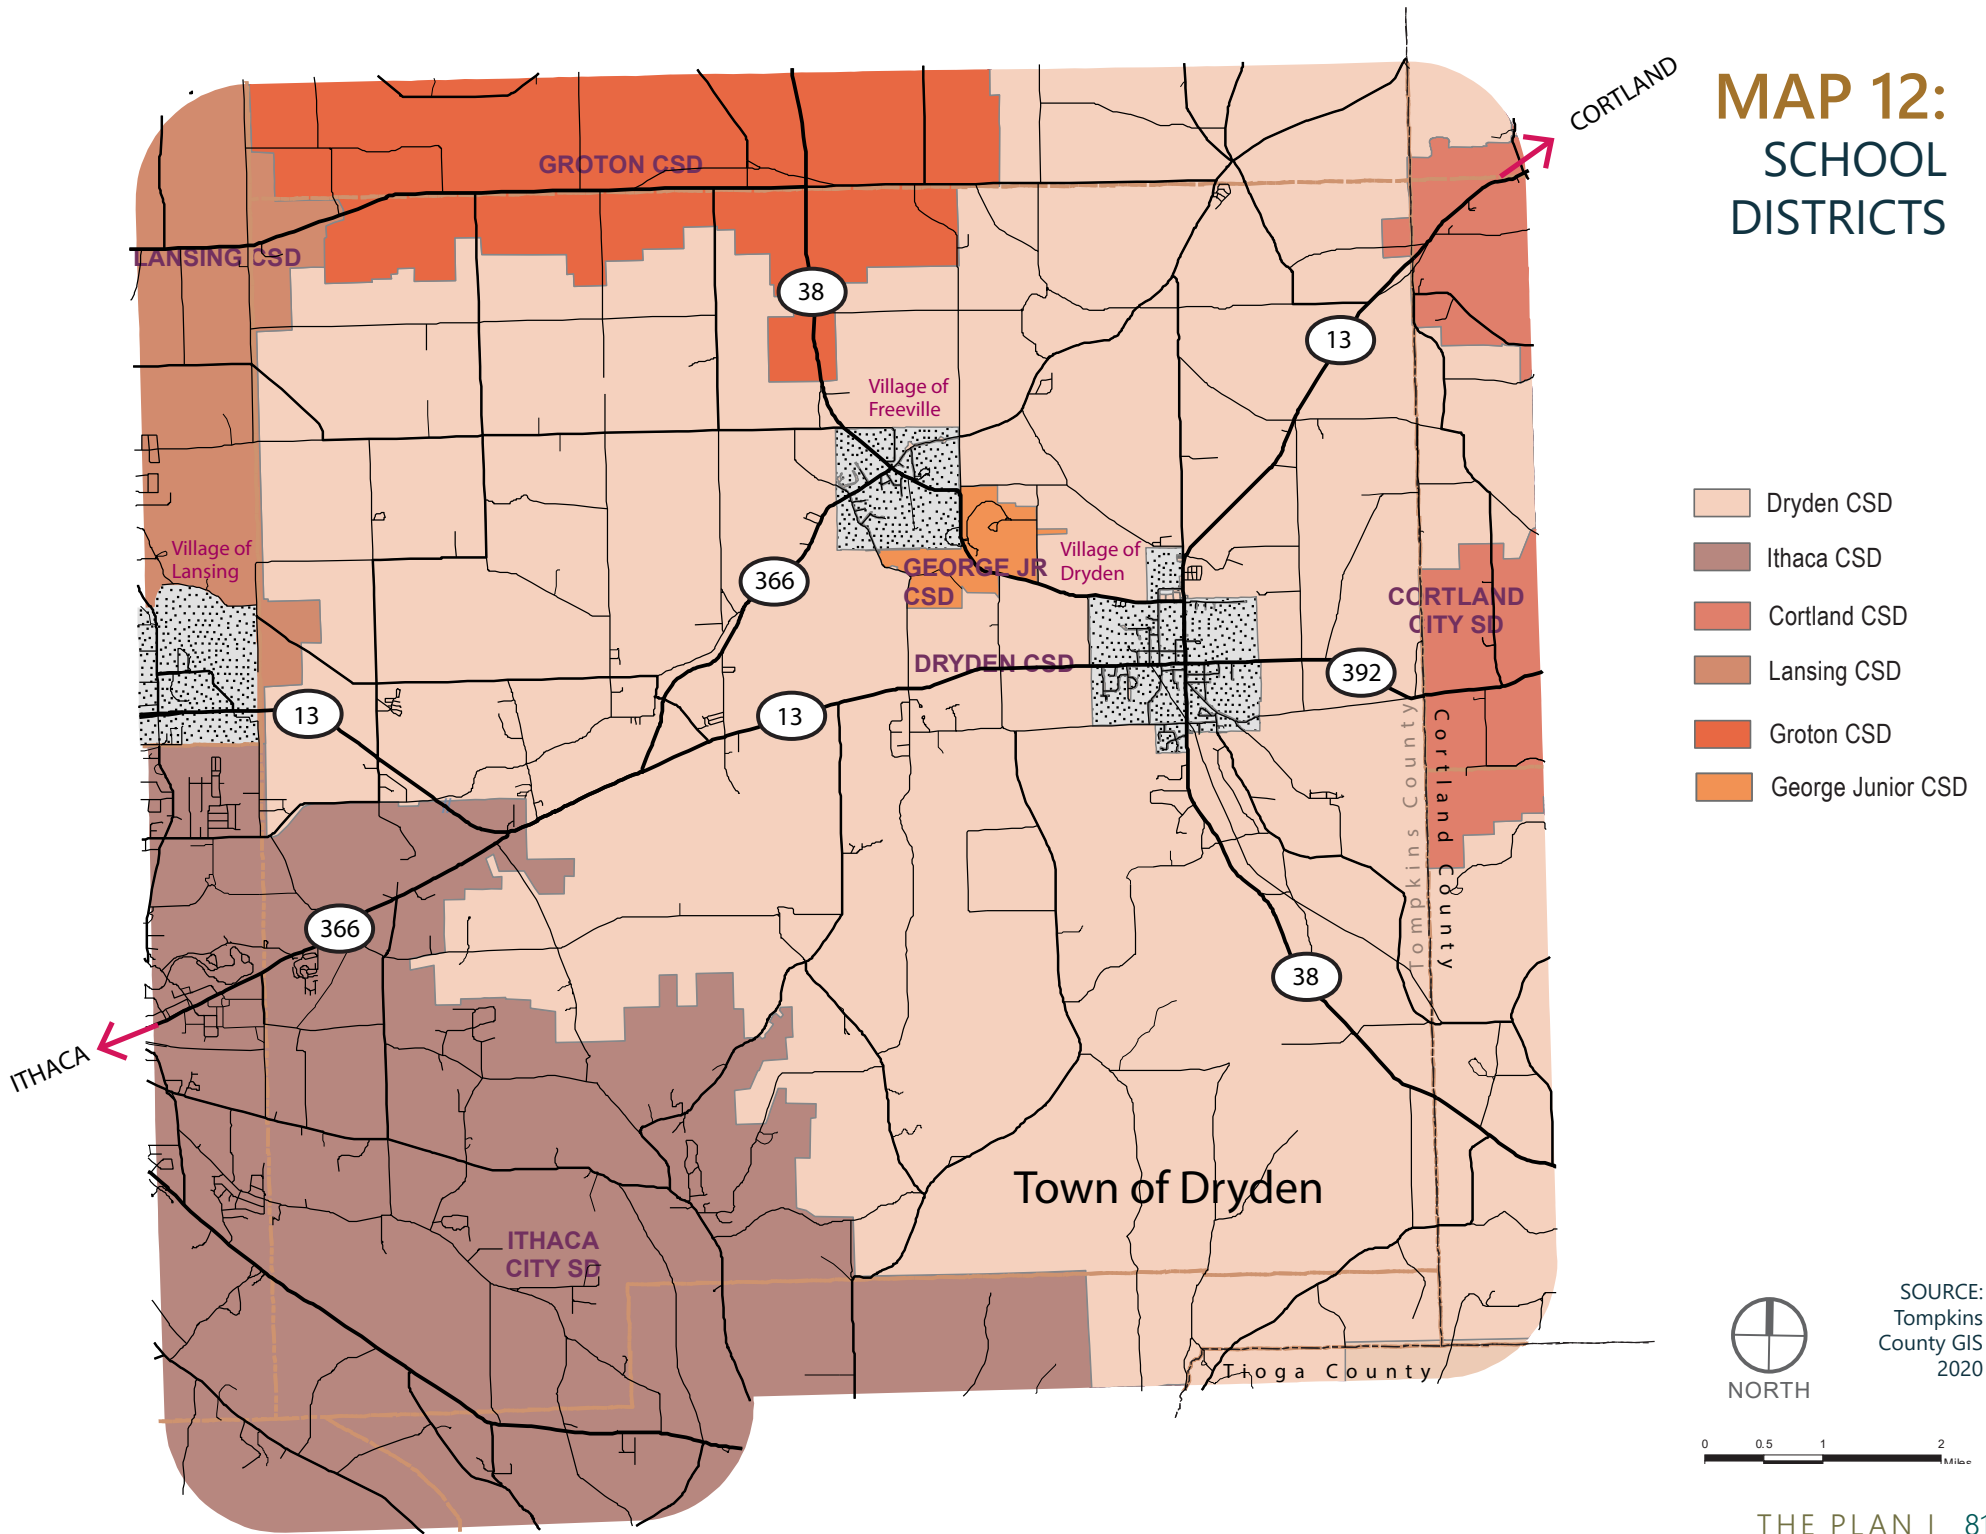 MAP 12:
SCHOOL
DISTRICTS
CORTLAND
GROTON CSD
LANSING CSD
38
13
Village of
Freeville
Village of
Lansing
366
GEORGE JR
CSD
Village of
Dryden
CORTLAND
CITY SD
DRYDEN CSD
392
13
13
Tompkins County
Cortland County
366
38
ITHACA
Town of Dryden
ITHACA
CITY SD
Tioga County
Dryden CSD
Ithaca CSD
Cortland CSD
Lansing CSD
Groton CSD
George Junior CSD
NORTH
SOURCE:
Tompkins
County GIS
2020
0 0.5 1 2
Miles
THE PLAN | 8